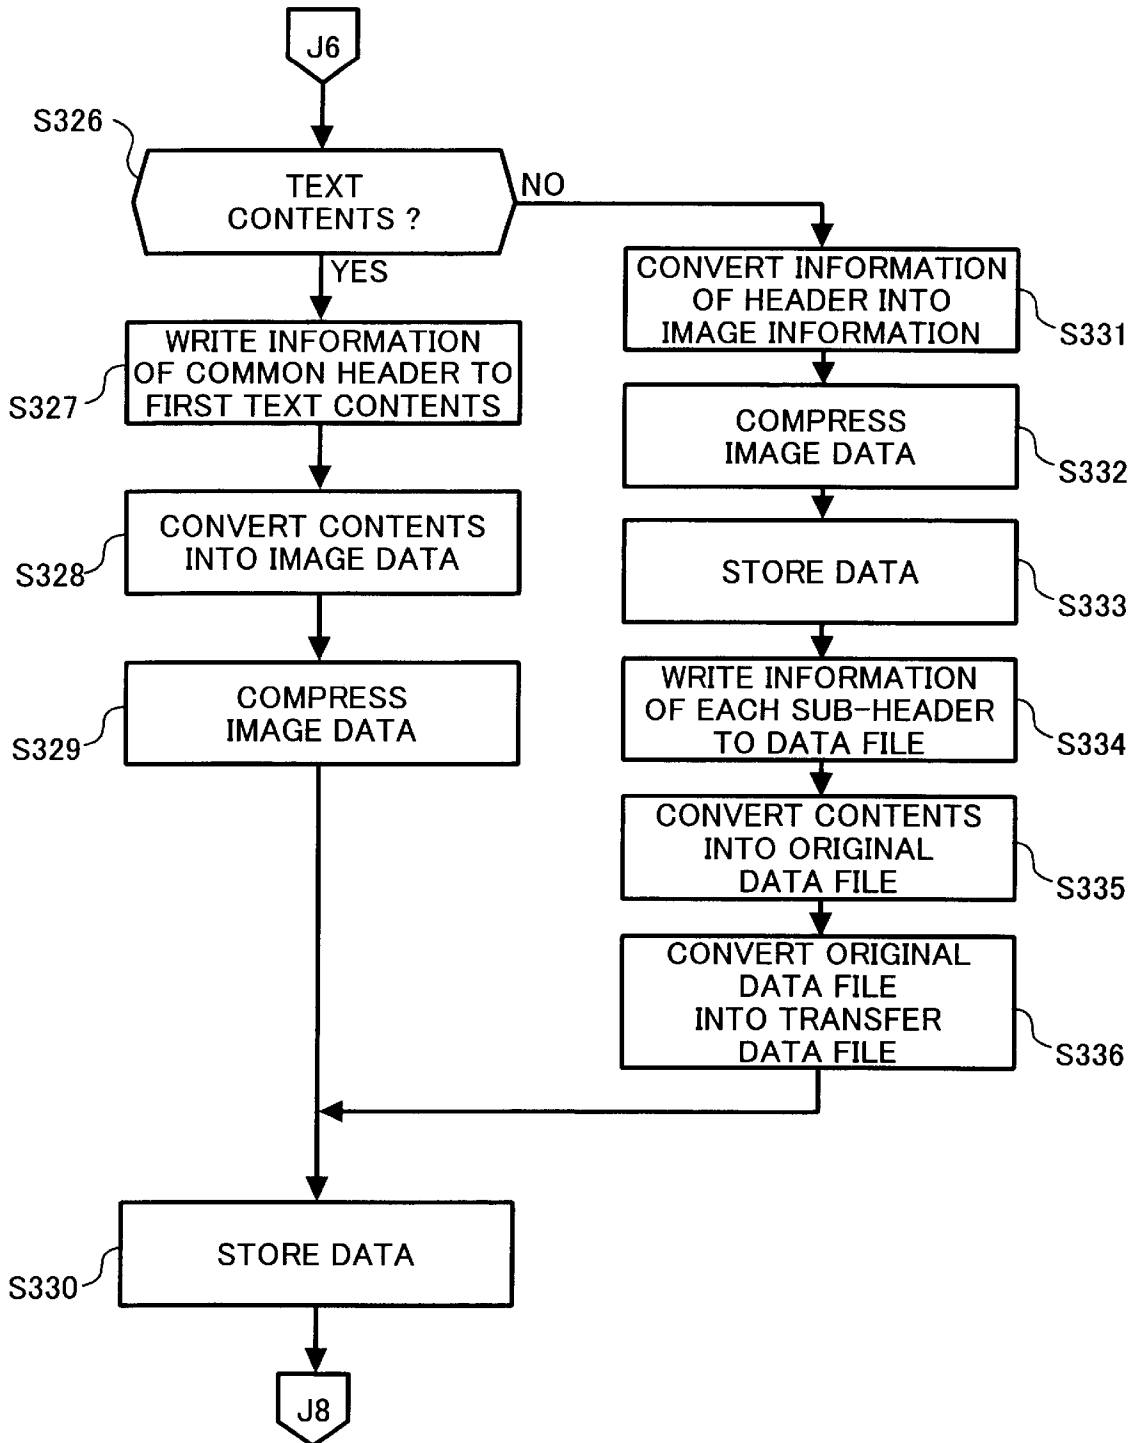 J6
S326
TEXT
CONTENTS ?
NO
YES
WRITE INFORMATION
OF COMMON HEADER TO
FIRST TEXT CONTENTS
S327
CONVERT CONTENTS
INTO IMAGE DATA
S328
COMPRESS
IMAGE DATA
S329
CONVERT INFORMATION
OF HEADER INTO
IMAGE INFORMATION
S331
COMPRESS
IMAGE DATA
S332
STORE DATA
S333
WRITE INFORMATION
OF EACH SUB-HEADER
TO DATA FILE
S334
CONVERT CONTENTS
INTO ORIGINAL
DATA FILE
S335
CONVERT ORIGINAL
DATA FILE
INTO TRANSFER
DATA FILE
S336
STORE DATA
S330
J8